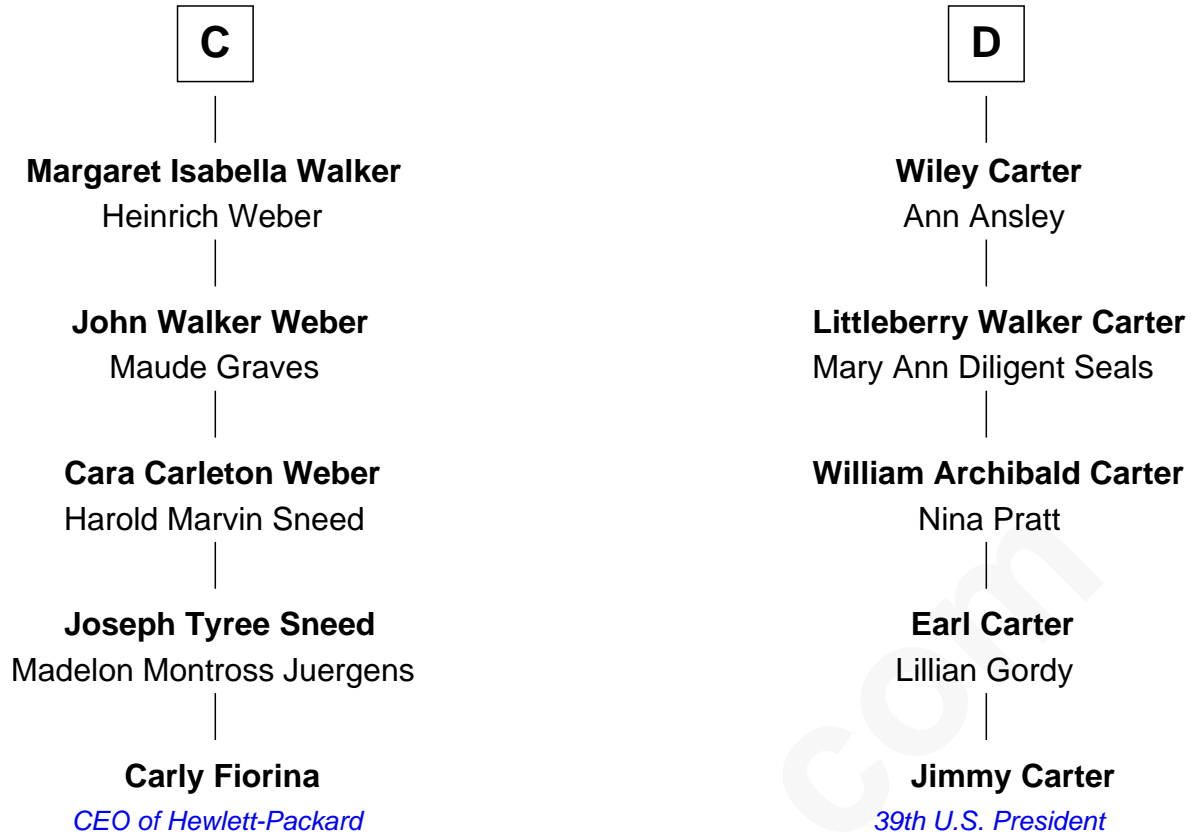 C
Margaret Isabella Walker
Heinrich Weber
John Walker Weber
Maude Graves
Cara Carleton Weber
Harold Marvin Sneed
Joseph Tyree Sneed
Madelon Montross Juergens
Carly Fiorina
CEO of Hewlett-Packard
D
Wiley Carter
Ann Ansley
Littleberry Walker Carter
Mary Ann Diligent Seals
William Archibald Carter
Nina Pratt
Earl Carter
Lillian Gordy
Jimmy Carter
39th U.S. President
com